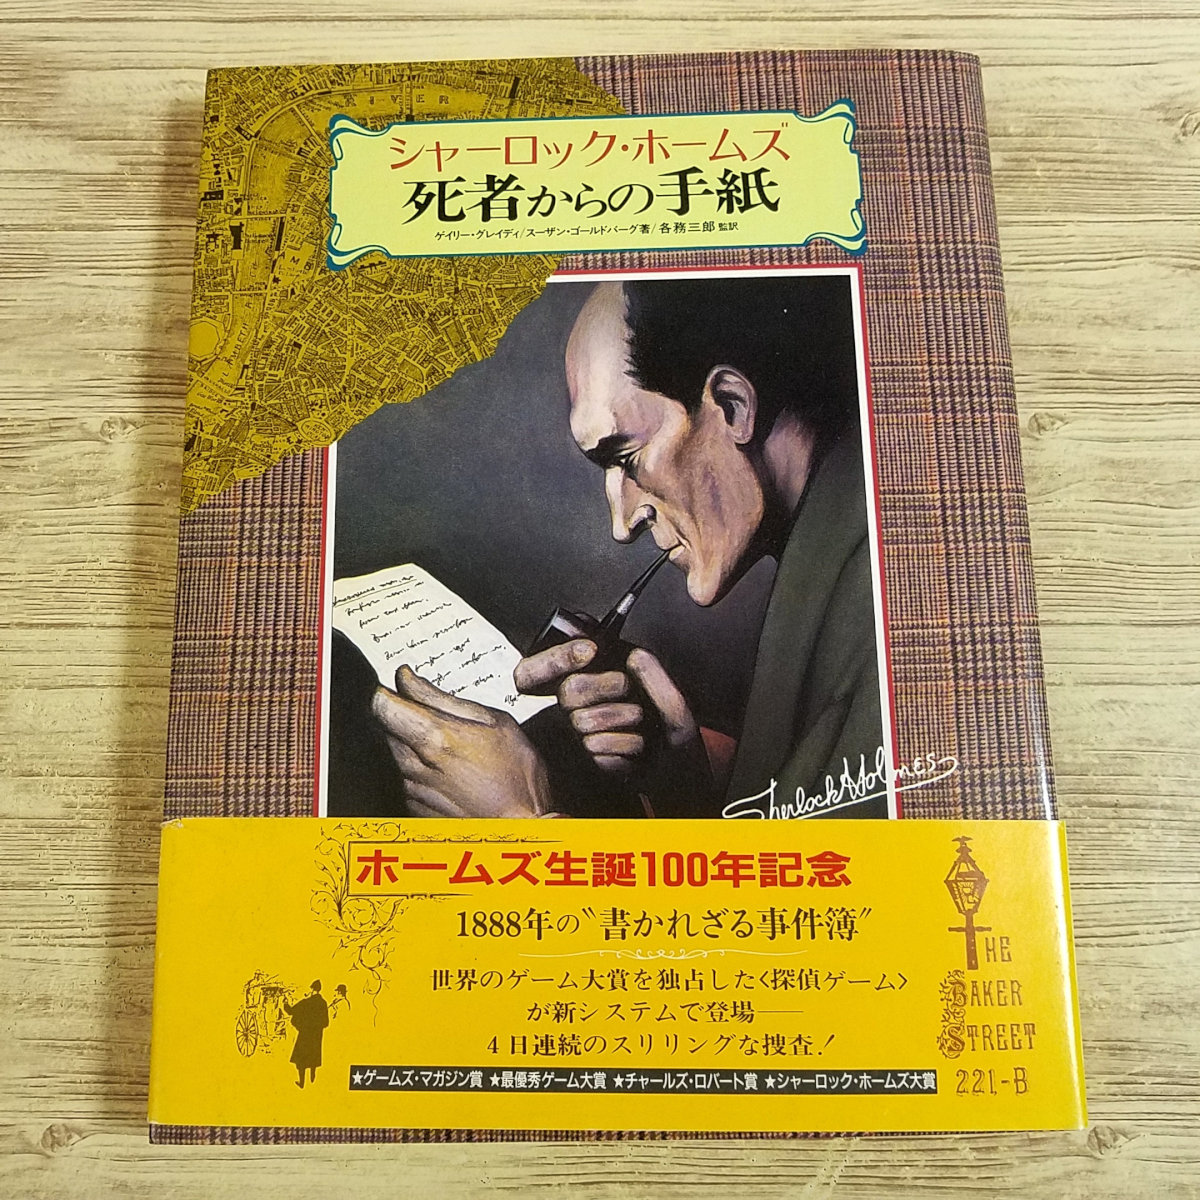 RIVER
シャーロック・ホームズ
死者からの手紙
ゲイリー・グレイディ/スーザン・ゴールドバーグ著/各務三郎 監訳
Sherlock Holmes
ホームズ生誕100年記念
1888年の〝書かれざる事件簿〟
世界のゲーム大賞を独占した〈探偵ゲーム〉
が新システムで登場――
4日連続のスリリングな捜査!
★ゲームズ・マガジン賞 ★最優秀ゲーム大賞 ★チャールズ・ロバート賞 ★シャーロック・ホームズ大賞
THE
BAKER
STREET
221-B